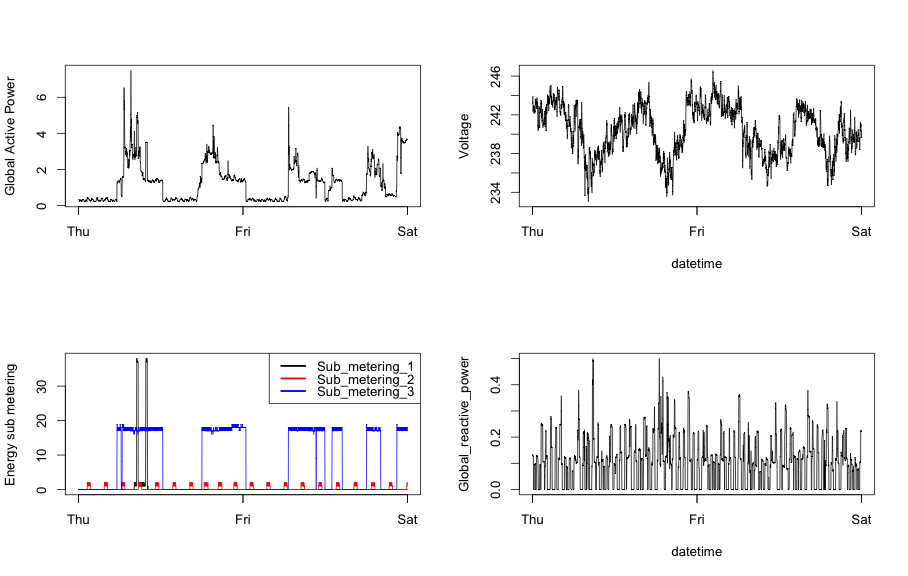 Global Active Power
0 2 4 6
Thu Fri Sat
Voltage
234 238 242 246
Thu Fri Sat
datetime
Energy sub metering
0 10 20 30
Sub_metering_1
Sub_metering_2
Sub_metering_3
Thu Fri Sat
Global_reactive_power
0.0 0.2 0.4
Thu Fri Sat
datetime